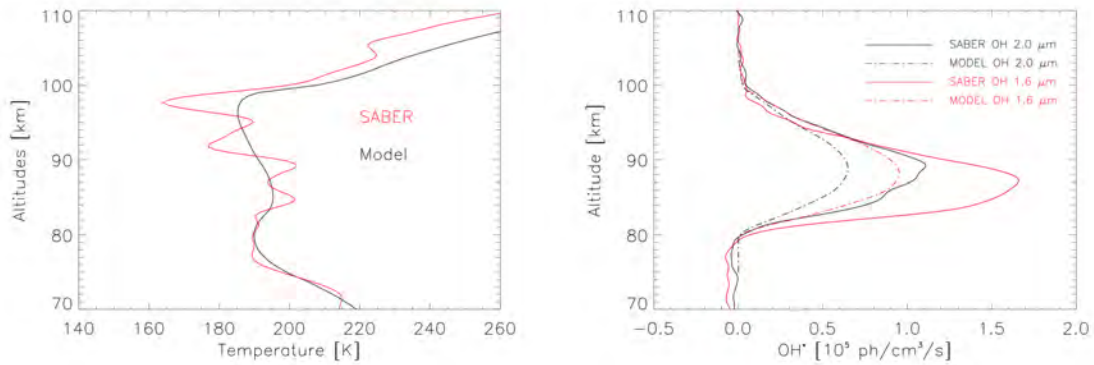 110
100
90
80
70
Altitudes [km]
SABER
Model
140 160 180 200 220 240 260
Temperature [K]
110
100
90
80
70
Altitude [km]
SABER OH 2.0 µm
MODEL OH 2.0 µm
SABER OH 1.6 µm
MODEL OH 1.6 µm
−0.5 0.0 0.5 1.0 1.5 2.0
OH* [10⁵ ph/cm³/s]